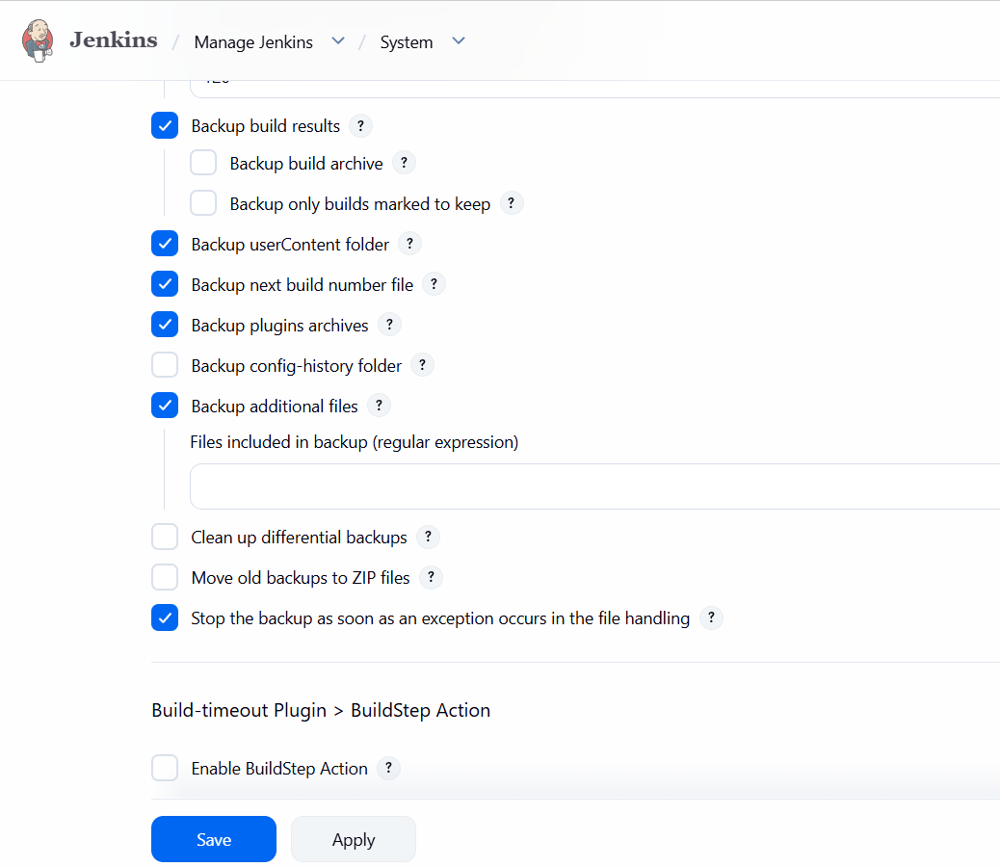 Jenkins / Manage Jenkins / System
Backup build results ?
Backup build archive ?
Backup only builds marked to keep ?
Backup userContent folder ?
Backup next build number file ?
Backup plugins archives ?
Backup config-history folder ?
Backup additional files ?
Files included in backup (regular expression)
Clean up differential backups ?
Move old backups to ZIP files ?
Stop the backup as soon as an exception occurs in the file handling ?
Build-timeout Plugin > BuildStep Action
Enable BuildStep Action ?
Save Apply